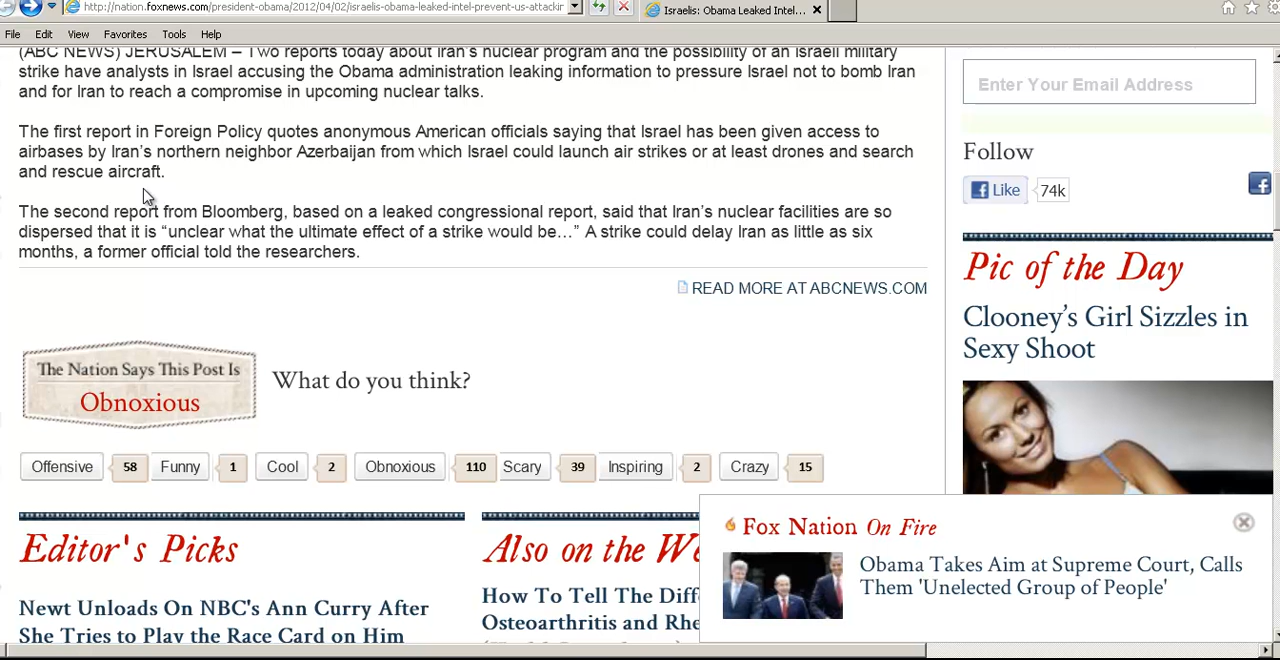 http://nation.foxnews.com/president-obama/2012/04/02/israelis-obama-leaked-intel-prevent-us-attackin
Israelis: Obama Leaked Intel...
File Edit View Favorites Tools Help
(ABC NEWS) JERUSALEM – Two reports today about Iran's nuclear program and the possibility of an Israeli military
strike have analysts in Israel accusing the Obama administration leaking information to pressure Israel not to bomb Iran
and for Iran to reach a compromise in upcoming nuclear talks.
The first report in Foreign Policy quotes anonymous American officials saying that Israel has been given access to
airbases by Iran's northern neighbor Azerbaijan from which Israel could launch air strikes or at least drones and search
and rescue aircraft.
The second report from Bloomberg, based on a leaked congressional report, said that Iran's nuclear facilities are so
dispersed that it is “unclear what the ultimate effect of a strike would be…” A strike could delay Iran as little as six
months, a former official told the researchers.
READ MORE AT ABCNEWS.COM
The Nation Says This Post Is
Obnoxious
What do you think?
Offensive 58 Funny 1 Cool 2 Obnoxious 110 Scary 39 Inspiring 2 Crazy 15
Editor's Picks
Newt Unloads On NBC's Ann Curry After
She Tries to Play the Race Card on Him
Also on the We
How To Tell The Diff
Osteoarthritis and Rhe
Enter Your Email Address
Follow
Like 74k
Pic of the Day
Clooney's Girl Sizzles in
Sexy Shoot
Fox Nation On Fire
Obama Takes Aim at Supreme Court, Calls
Them 'Unelected Group of People'